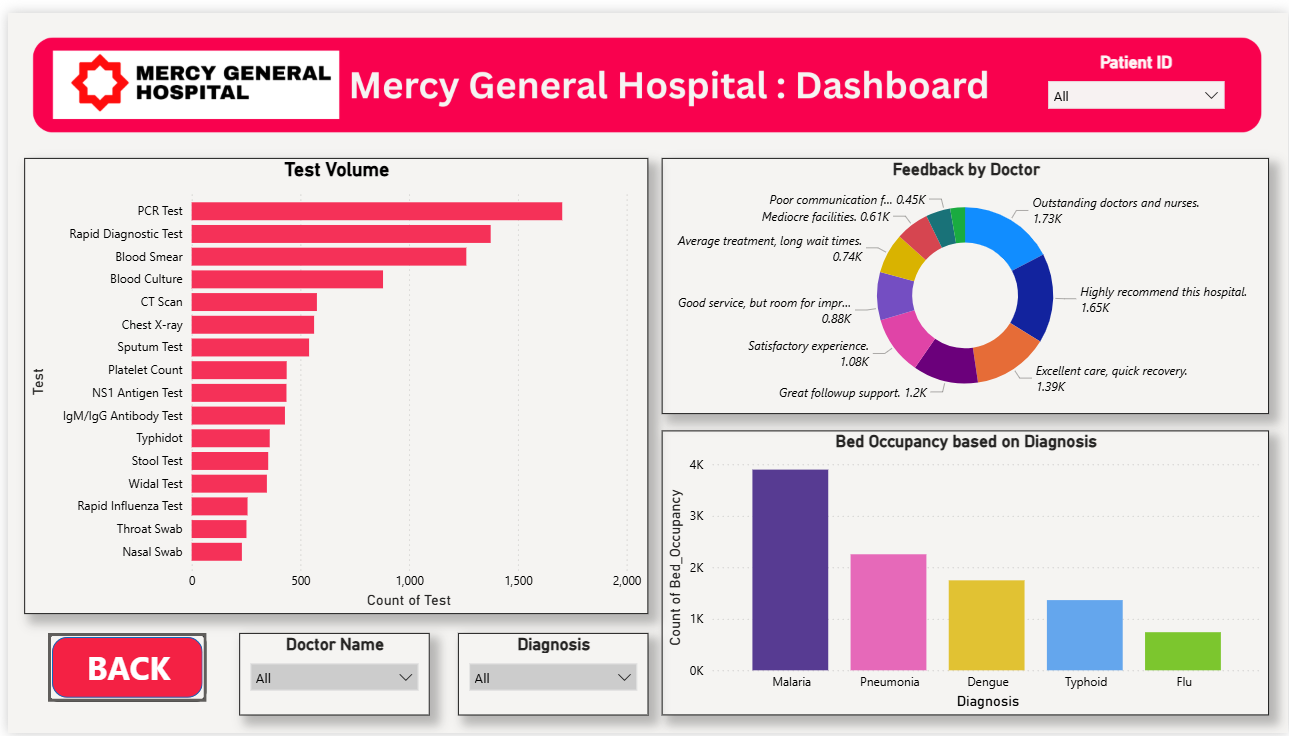 MERCY GENERAL
HOSPITAL
Mercy General Hospital : Dashboard
Patient ID
All
Test Volume
Test
PCR Test
Rapid Diagnostic Test
Blood Smear
Blood Culture
CT Scan
Chest X-ray
Sputum Test
Platelet Count
NS1 Antigen Test
IgM/IgG Antibody Test
Typhidot
Stool Test
Widal Test
Rapid Influenza Test
Throat Swab
Nasal Swab
0 500 1,000 1,500 2,000
Count of Test
Feedback by Doctor
Poor communication f... 0.45K
Mediocre facilities. 0.61K
Average treatment, long wait times.
0.74K
Good service, but room for impr...
0.88K
Satisfactory experience.
1.08K
Great followup support. 1.2K
Outstanding doctors and nurses.
1.73K
Highly recommend this hospital.
1.65K
Excellent care, quick recovery.
1.39K
Bed Occupancy based on Diagnosis
Count of Bed_Occupancy
4K
3K
2K
1K
0K
Malaria Pneumonia Dengue Typhoid Flu
Diagnosis
BACK
Doctor Name
All
Diagnosis
All